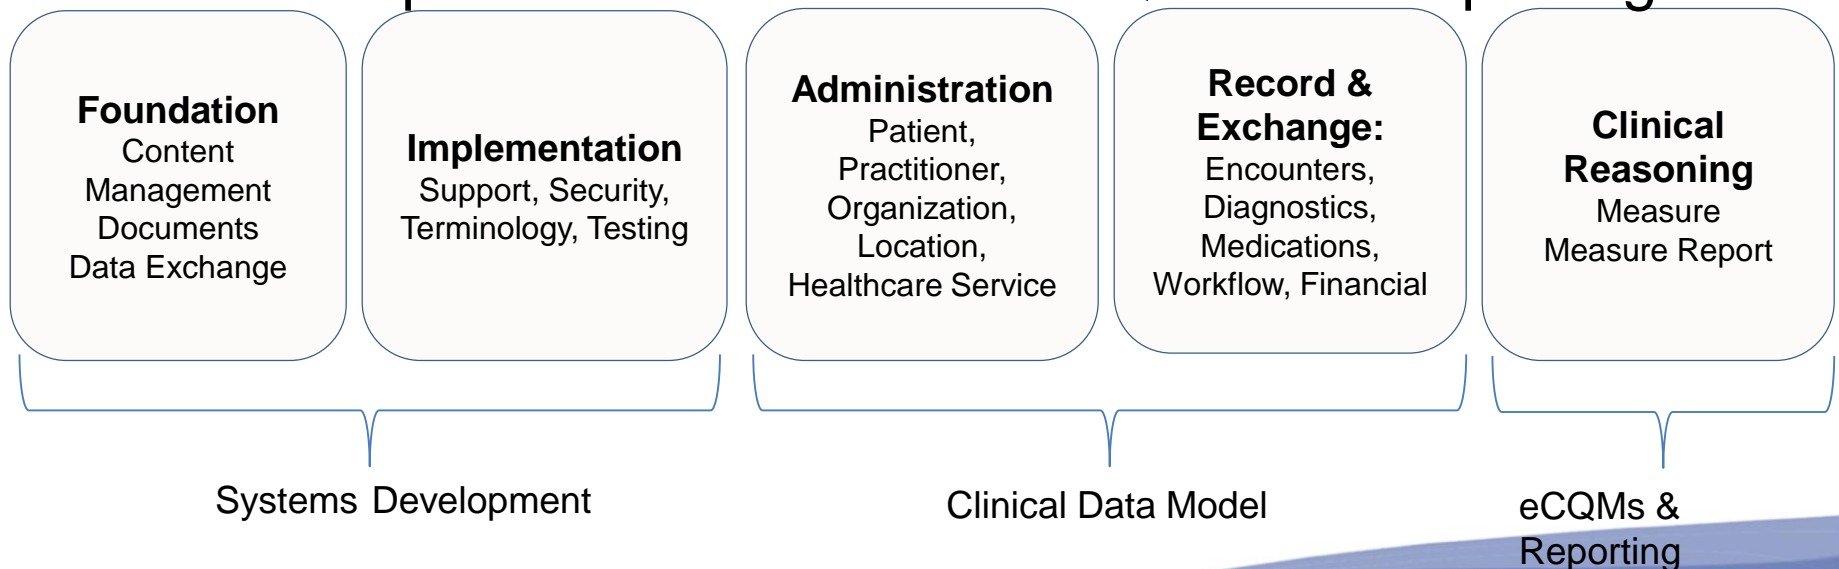 Foundation
Content
Management
Documents
Data Exchange
Implementation
Support, Security,
Terminology, Testing
Administration
Patient,
Practitioner,
Organization,
Location,
Healthcare Service
Record &
Exchange:
Encounters,
Diagnostics,
Medications,
Workflow, Financial
Clinical
Reasoning
Measure
Measure Report
Systems Development
Clinical Data Model
eCQMs &
Reporting